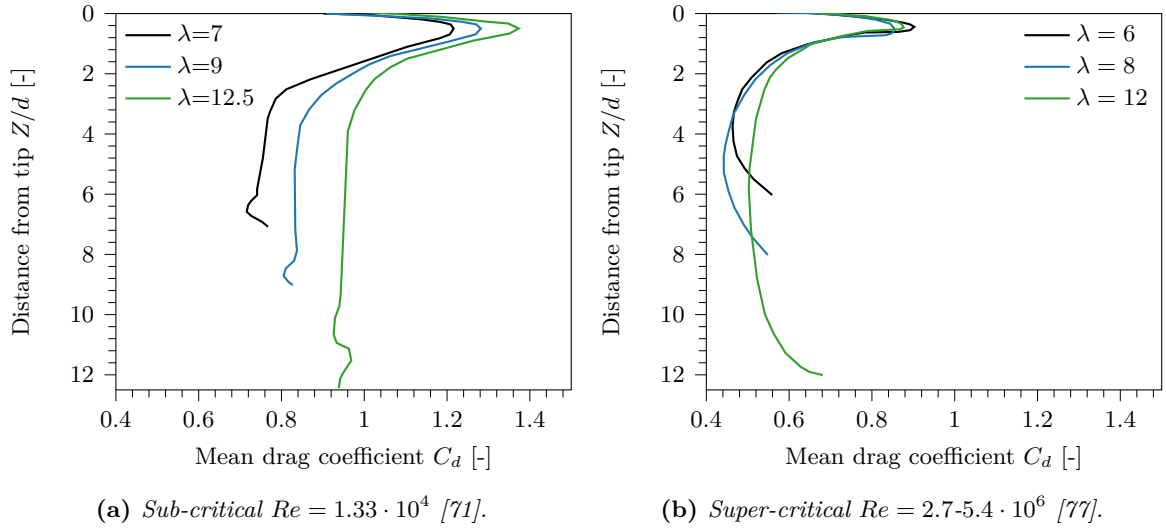 0
2
4
6
8
10
12
Distance from tip Z/d [-]
λ=7
λ=9
λ=12.5
0.4 0.6 0.8 1 1.2 1.4
Mean drag coefficient C_d [-]
(a) Sub-critical Re = 1.33 · 10^4 [71].
0
2
4
6
8
10
12
Distance from tip Z/d [-]
λ = 6
λ = 8
λ = 12
0.4 0.6 0.8 1 1.2 1.4
Mean drag coefficient C_d [-]
(b) Super-critical Re = 2.7-5.4 · 10^6 [77].